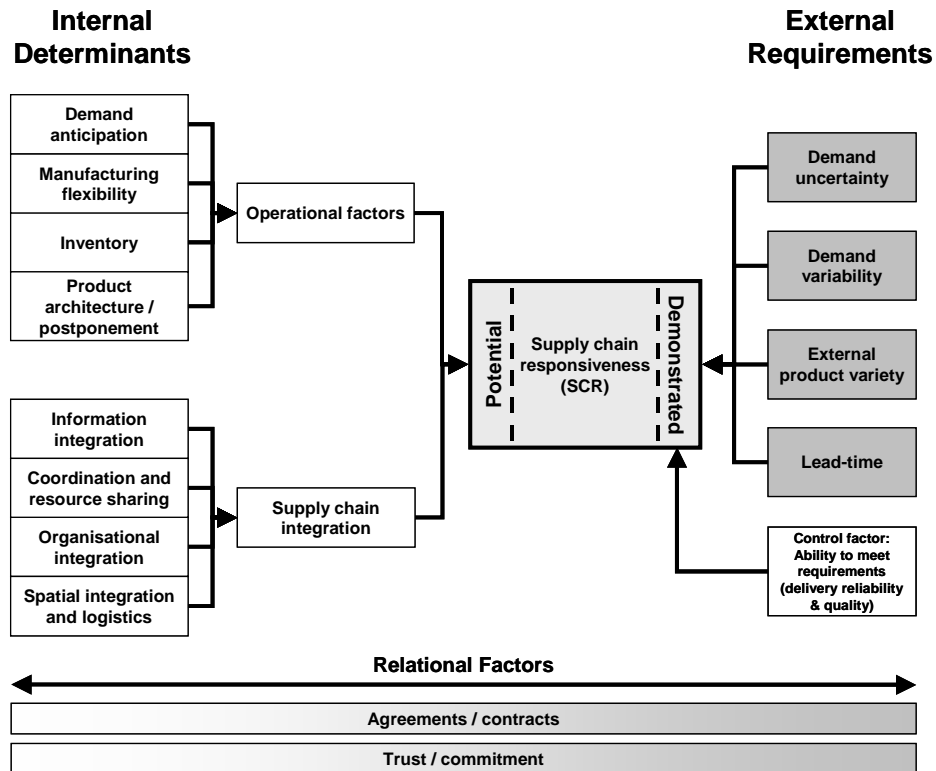 Internal
Determinants
External
Requirements
Demand
anticipation
Manufacturing
flexibility
Inventory
Product
architecture /
postponement
Operational factors
Information
integration
Coordination and
resource sharing
Organisational
integration
Spatial integration
and logistics
Supply chain
integration
Potential
Supply chain
responsiveness
(SCR)
Demonstrated
Demand
uncertainty
Demand
variability
External
product variety
Lead-time
Control factor:
Ability to meet
requirements
(delivery reliability
& quality)
Relational Factors
Agreements / contracts
Trust / commitment